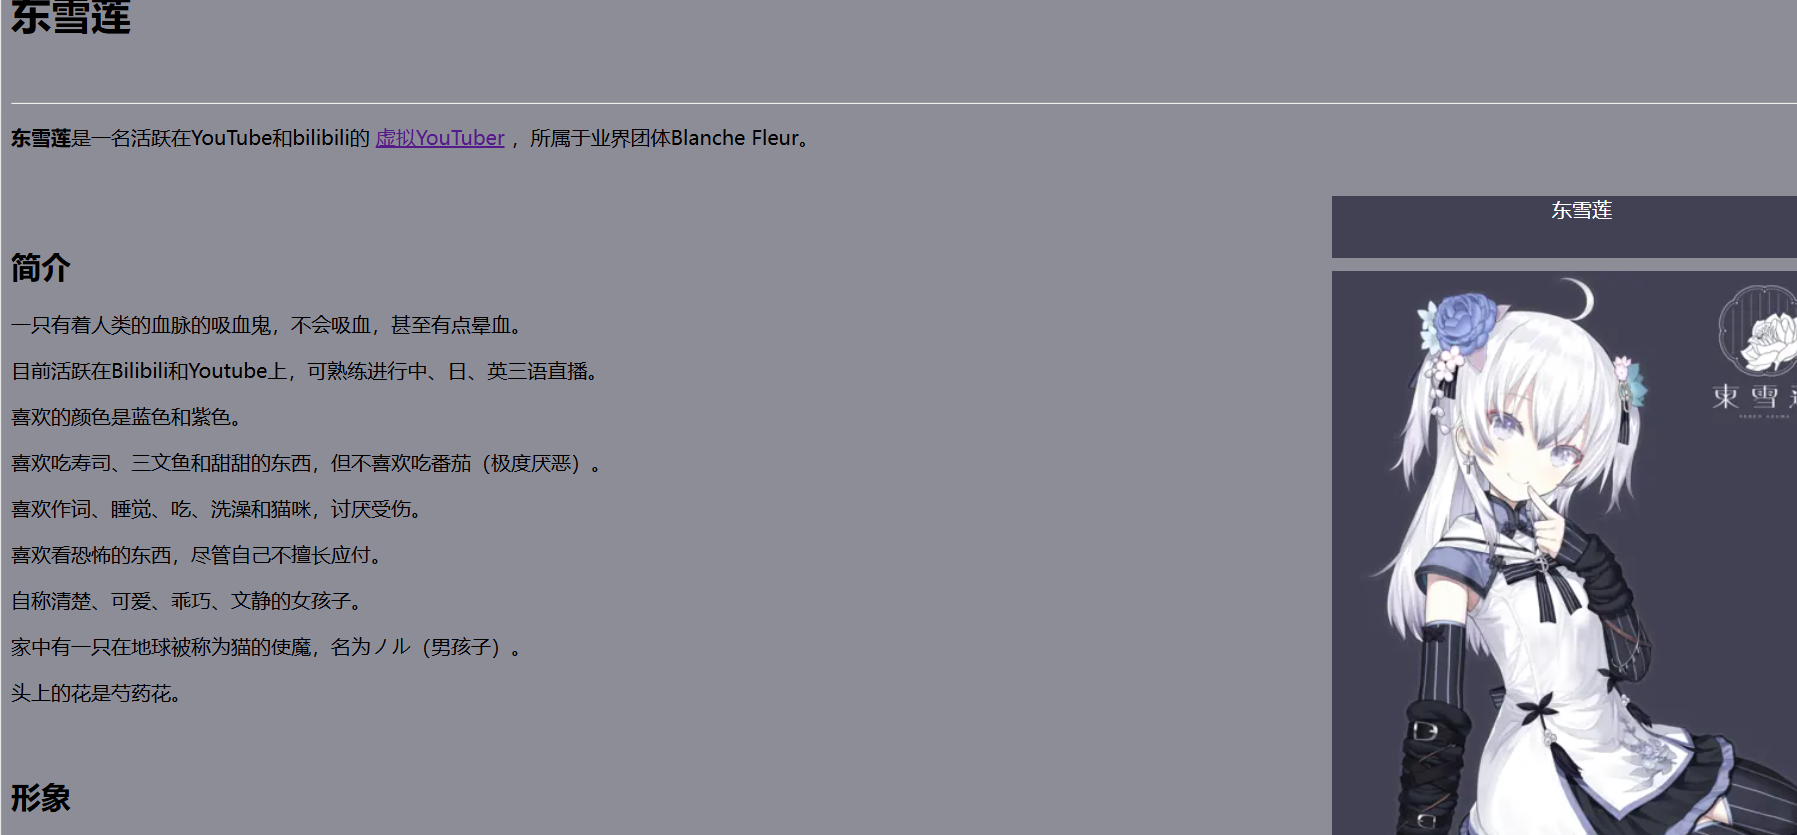 东雪莲
东雪莲是一名活跃在YouTube和bilibili的 虚拟YouTuber ，所属于业界团体Blanche Fleur。
东雪莲
简介
一只有着人类的血脉的吸血鬼，不会吸血，甚至有点晕血。
目前活跃在Bilibili和Youtube上，可熟练进行中、日、英三语直播。
喜欢的颜色是蓝色和紫色。
喜欢吃寿司、三文鱼和甜甜的东西，但不喜欢吃番茄（极度厌恶）。
喜欢作词、睡觉、吃、洗澡和猫咪，讨厌受伤。
喜欢看恐怖的东西，尽管自己不擅长应付。
自称清楚、可爱、乖巧、文静的女孩子。
家中有一只在地球被称为猫的使魔，名为ノル（男孩子）。
头上的花是芍药花。
形象
東雪